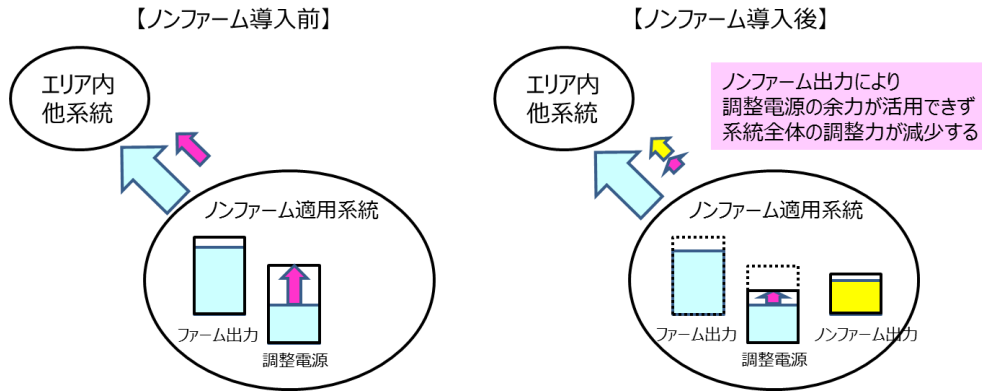 【ノンファーム導入前】
エリア内
他系統
ノンファーム適用系統
ファーム出力
調整電源
【ノンファーム導入後】
エリア内
他系統
ノンファーム出力により
調整電源の余力が活用できず
系統全体の調整力が減少する
ノンファーム適用系統
ファーム出力
調整電源
ノンファーム出力